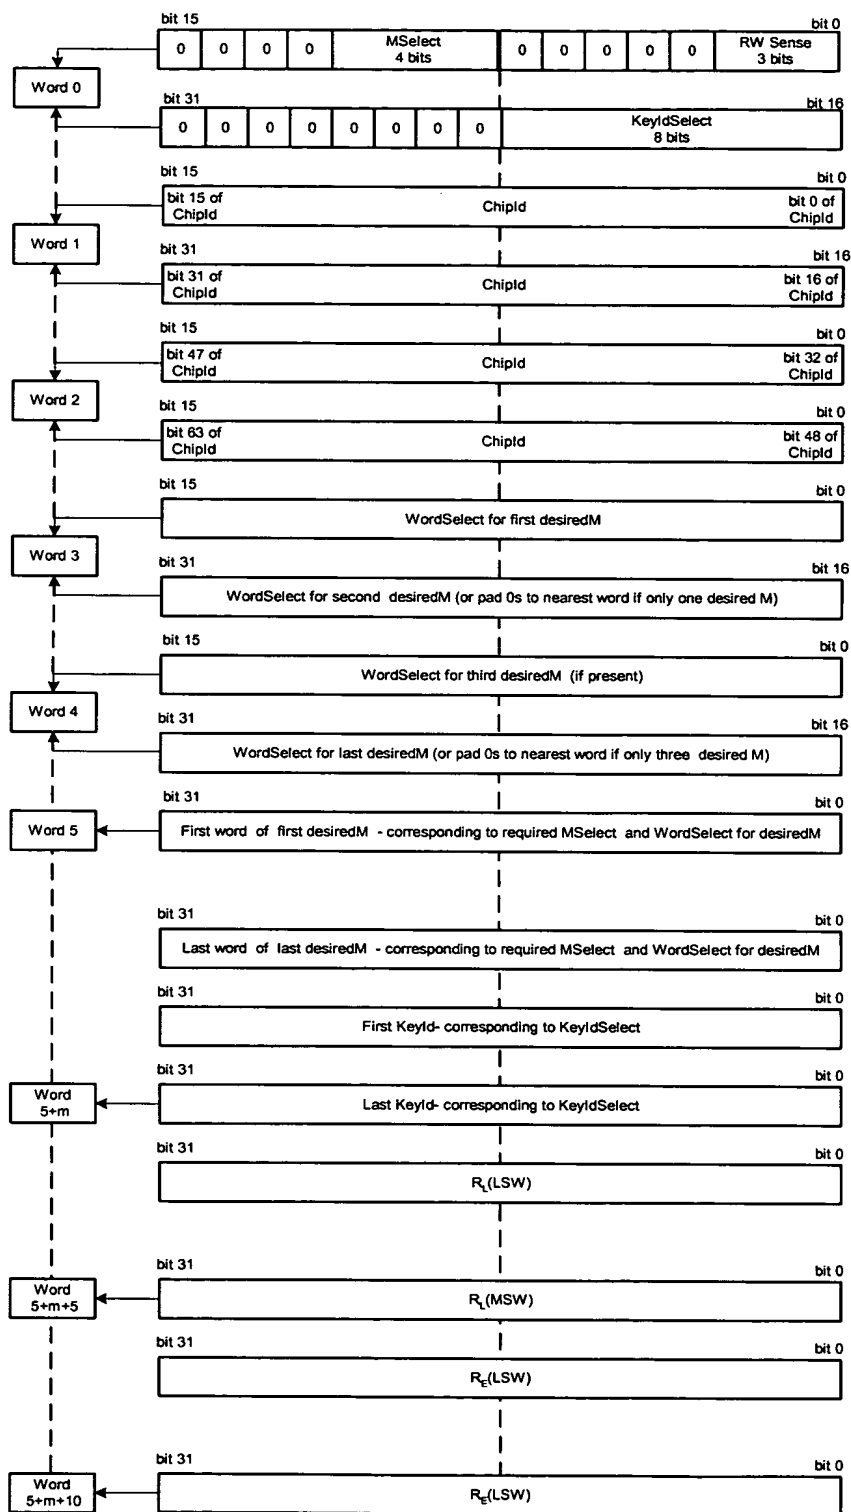 bit 15
bit 0
0 0 0 0 MSelect 0 0 0 0 0 RW Sense
4 bits 3 bits
Word 0
bit 31
bit 16
0 0 0 0 0 0 0 0 KeyIdSelect
8 bits
bit 15
bit 0
bit 15 of ChipId bit 0 of
ChipId ChipId
Word 1
bit 31
bit 16
bit 31 of ChipId bit 16 of
ChipId ChipId
bit 15
bit 0
bit 47 of ChipId bit 32 of
ChipId ChipId
Word 2
bit 15
bit 0
bit 63 of ChipId bit 48 of
ChipId ChipId
bit 15
bit 0
WordSelect for first desiredM
Word 3
bit 31
bit 16
WordSelect for second desiredM (or pad 0s to nearest word if only one desired M)
bit 15
bit 0
WordSelect for third desiredM (if present)
Word 4
bit 31
bit 16
WordSelect for last desiredM (or pad 0s to nearest word if only three desired M)
bit 31
bit 0
Word 5
First word of first desiredM - corresponding to required MSelect and WordSelect for desiredM
bit 31
bit 0
Last word of last desiredM - corresponding to required MSelect and WordSelect for desiredM
bit 31
bit 0
First KeyId- corresponding to KeyIdSelect
bit 31
bit 0
Word
5+m
Last KeyId- corresponding to KeyIdSelect
bit 31
bit 0
RL(LSW)
bit 31
bit 0
Word
5+m+5
RL(MSW)
bit 31
bit 0
RE(LSW)
bit 31
bit 0
Word
5+m+10
RE(LSW)